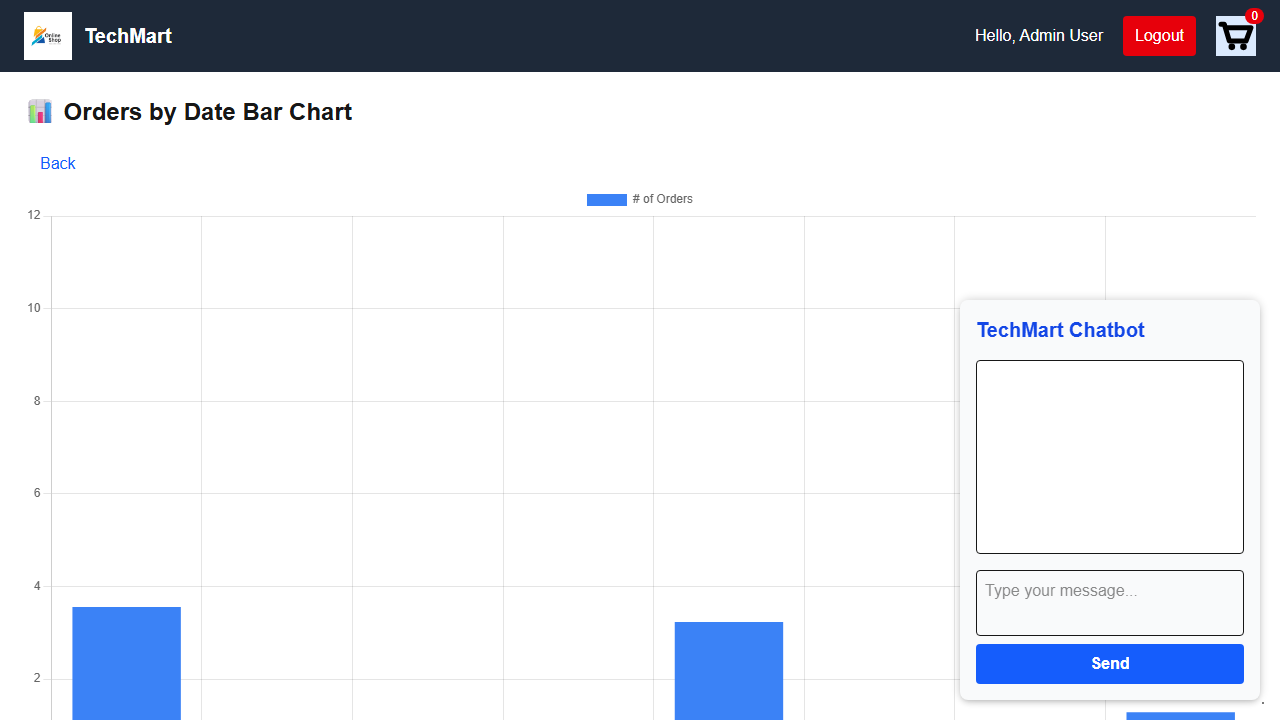 Online
Shop
TechMart
Hello, Admin User
Logout
0
Orders by Date Bar Chart
Back
# of Orders
12
10
8
6
4
2
TechMart Chatbot
Type your message...
Send
.